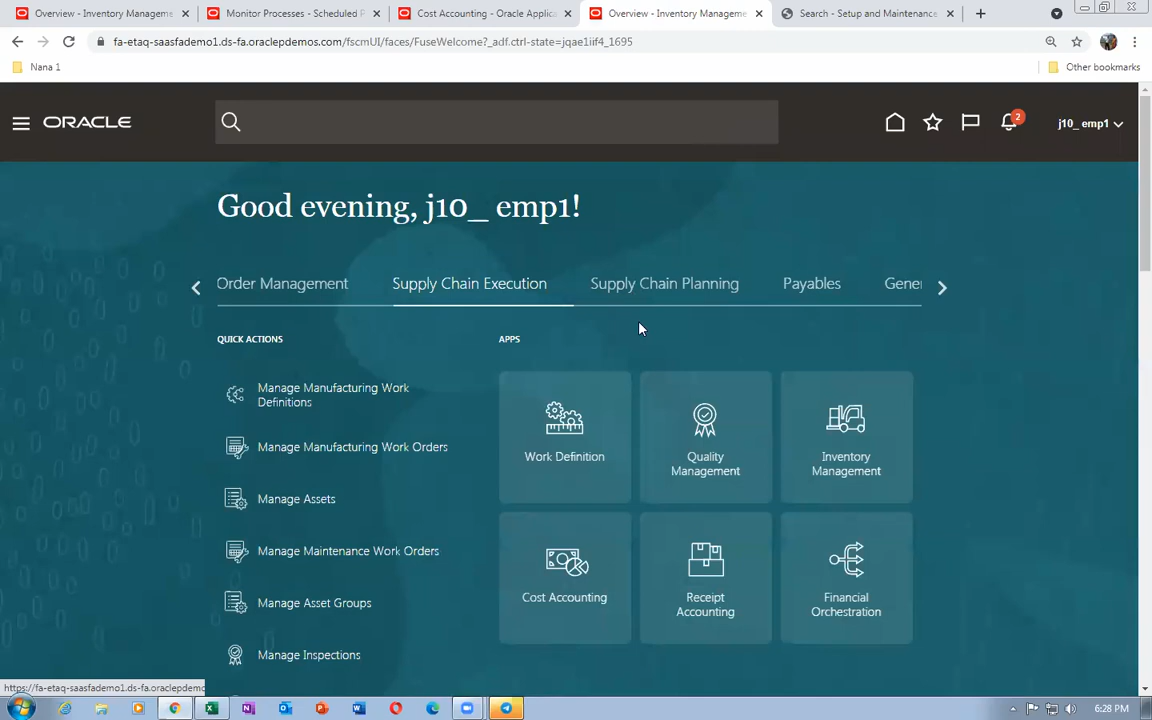 Overview - Inventory Manageme
Monitor Processes - Scheduled P
Cost Accounting - Oracle Applica
Overview - Inventory Manageme
Search - Setup and Maintenance
fa-etaq-saasfademo1.ds-fa.oraclepdemos.com/fscmUI/faces/FuseWelcome?_adf.ctrl-state=jqae1iif4_1695
Nana 1
Other bookmarks
ORACLE
2
j10_ emp1
Good evening, j10_ emp1!
Order Management
Supply Chain Execution
Supply Chain Planning
Payables
Gener
QUICK ACTIONS
APPS
Manage Manufacturing Work
Definitions
Manage Manufacturing Work Orders
Manage Assets
Manage Maintenance Work Orders
Manage Asset Groups
Manage Inspections
Work Definition
Quality
Management
Inventory
Management
Cost Accounting
Receipt
Accounting
Financial
Orchestration
https://fa-etaq-saasfademo1.ds-fa.oraclepdemo
6:28 PM